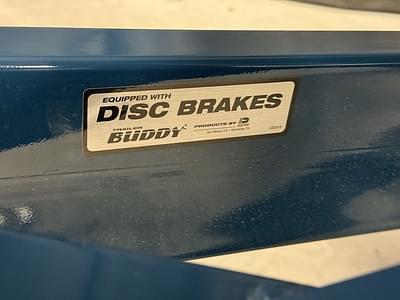 EQUIPPED WITH
DISC BRAKES
TRAILER BUDDY PRODUCTS BY